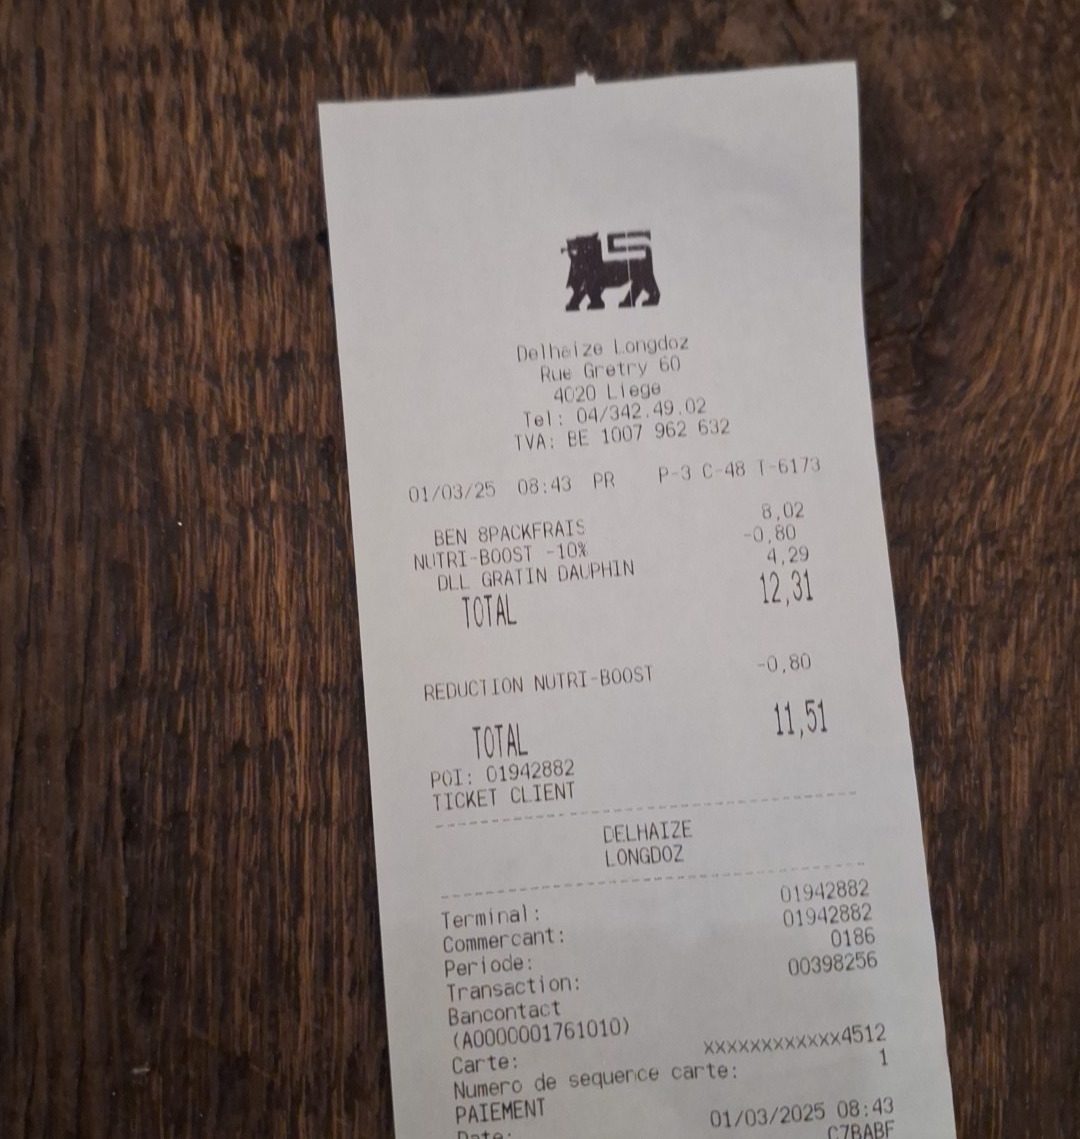 Delhaize Longdoz
Rue Gretry 60
4020 Liege
Tel: 04/342.49.02
TVA: BE 1007 962 632
01/03/25 08:43 PR P-3 C-48 T-6173
BEN 8PACKFRAIS 8,02
NUTRI-BOOST -10% -0,80
DLL GRATIN DAUPHIN 4,29
TOTAL 12,31
REDUCTION NUTRI-BOOST -0,80
TOTAL 11,51
POI: 01942882
TICKET CLIENT
DELHAIZE
LONGDOZ
Terminal: 01942882
Commercant: 01942882
Periode: 0186
Transaction: 00398256
Bancontact
(A0000001761010)
Carte: xxxxxxxxxxxx4512
Numero de sequence carte: 1
PAIEMENT
Date: 01/03/2025 08:43
C7BABF